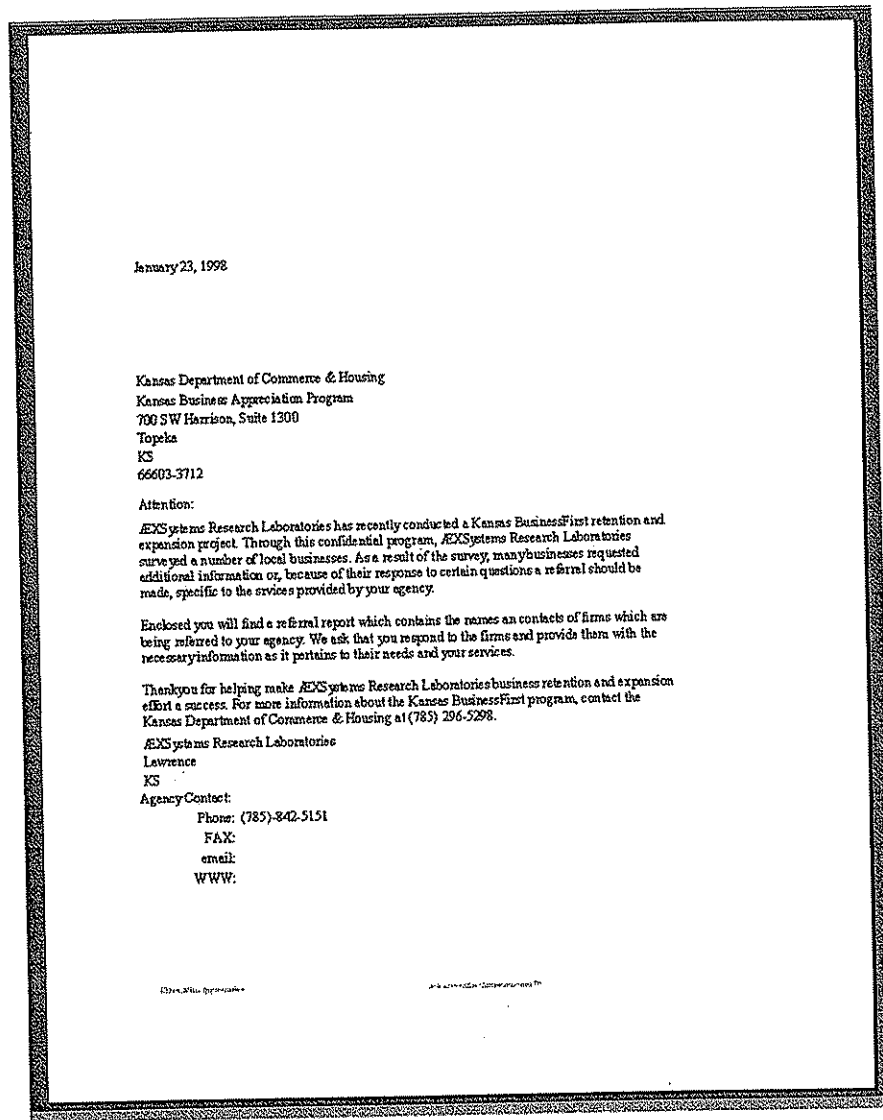 January 23, 1998
Kansas Department of Commerce & Housing
Kansas Business Appreciation Program
700 SW Harrison, Suite 1300
Topeka
KS
66603-3712
Attention:
ÆXSystems Research Laboratories has recently conducted a Kansas BusinessFirst retention and
expansion project. Through this confidential program, ÆXSystems Research Laboratories
surveyed a number of local businesses. As a result of the survey, many businesses requested
additional information or, because of their response to certain questions a referral should be
made, specific to the srvices provided by your agency.
Enclosed you will find a referral report which contains the names an contacts of firms which are
being referred to your agency. We ask that you respond to the firms and provide them with the
necessary information as it pertains to their needs and your services.
Thankyou for helping make ÆXSystems Research Laboratories business retention and expansion
effort a success. For more information about the Kansas BusinessFirst program, contact the
Kansas Department of Commerce & Housing at (785) 296-5298.
ÆXSystems Research Laboratories
Lawrence
KS
Agency Contact:
Phone: (785)-842-5151
FAX:
email:
WWW: